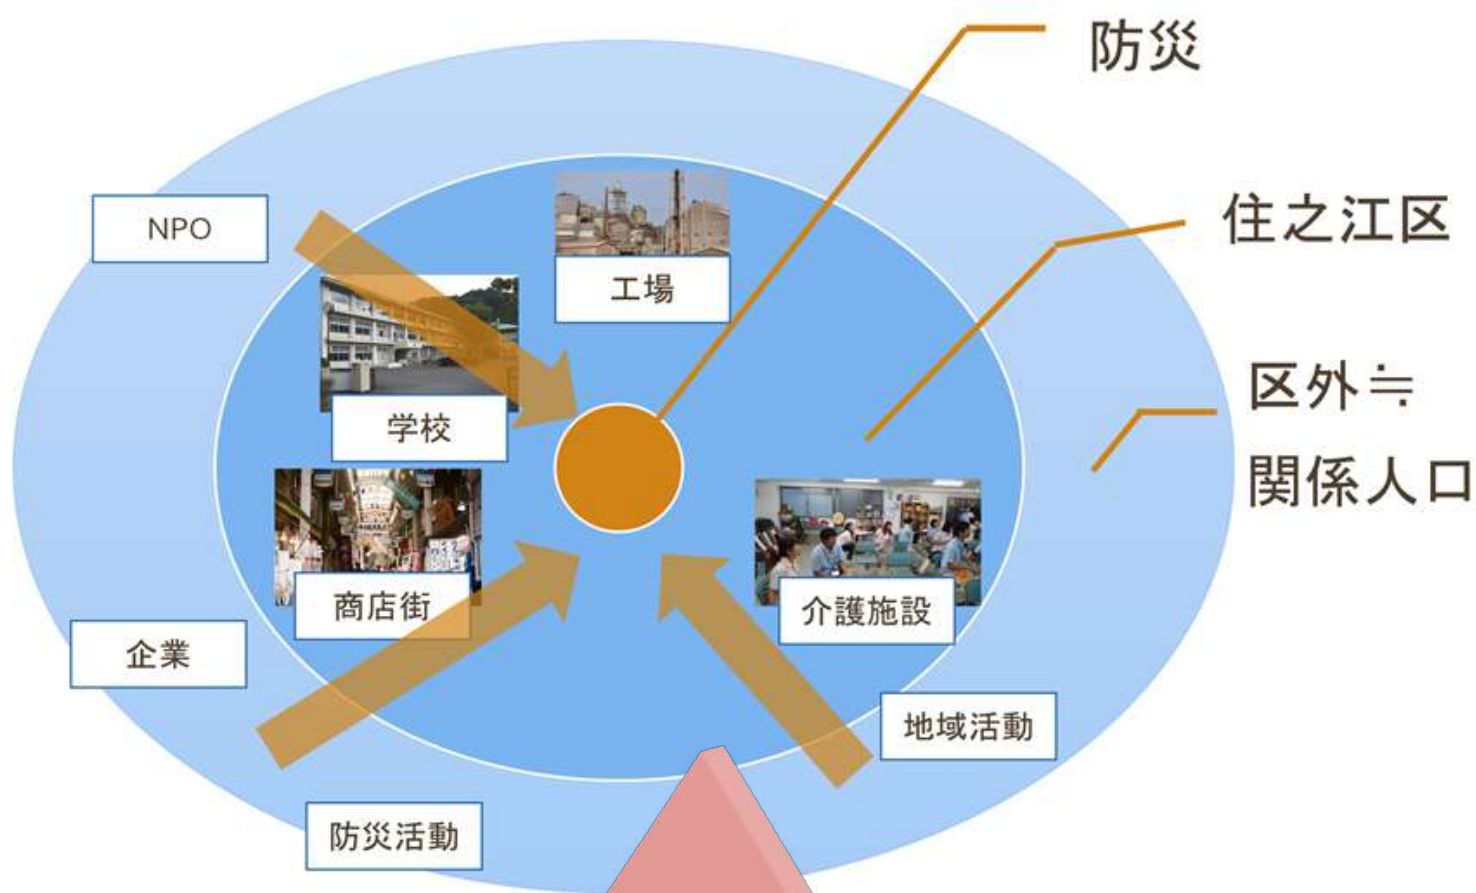 防災
住之江区
NPO
工場
区外≒
関係人口
学校
商店街
介護施設
企業
地域活動
防災活動